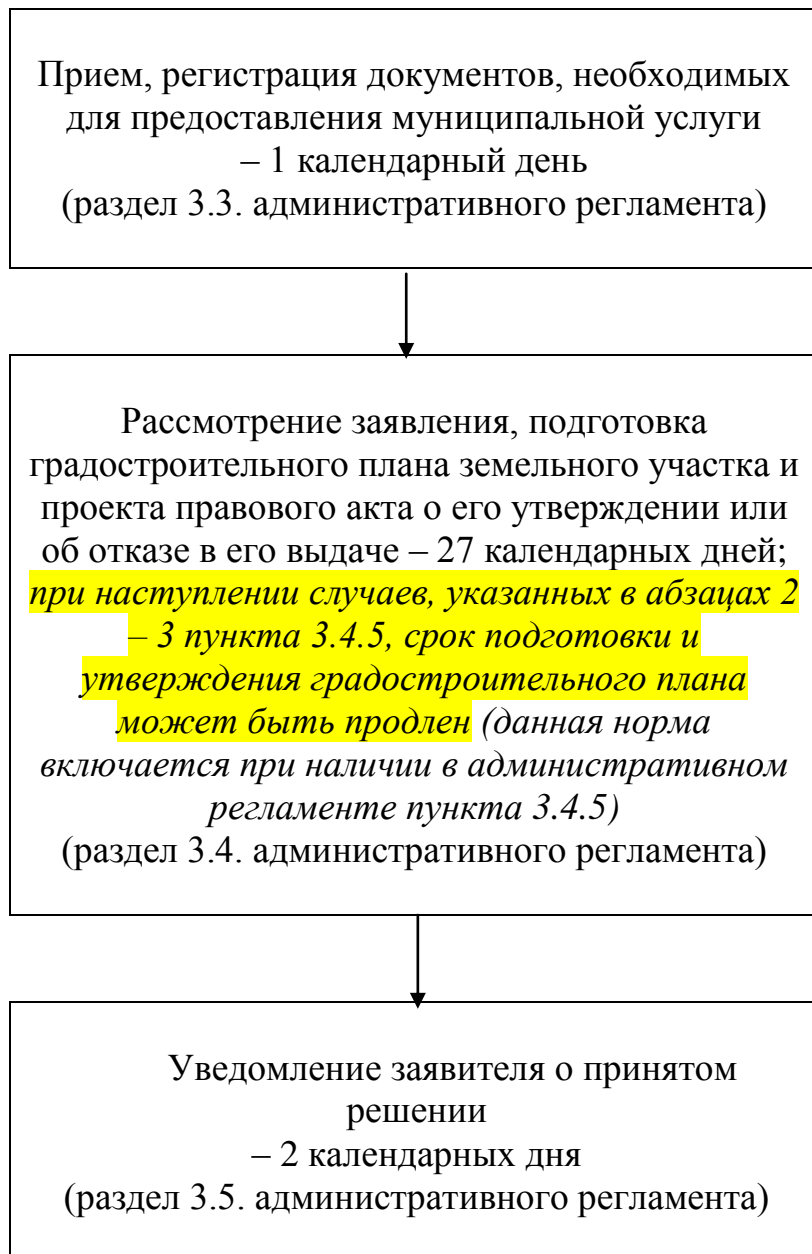 Прием, регистрация документов, необходимых
для предоставления муниципальной услуги
– 1 календарный день
(раздел 3.3. административного регламента)
Рассмотрение заявления, подготовка
градостроительного плана земельного участка и
проекта правового акта о его утверждении или
об отказе в его выдаче – 27 календарных дней;
при наступлении случаев, указанных в абзацах 2
– 3 пункта 3.4.5, срок подготовки и
утверждения градостроительного плана
может быть продлен (данная норма
включается при наличии в административном
регламенте пункта 3.4.5)
(раздел 3.4. административного регламента)
Уведомление заявителя о принятом
решении
– 2 календарных дня
(раздел 3.5. административного регламента)